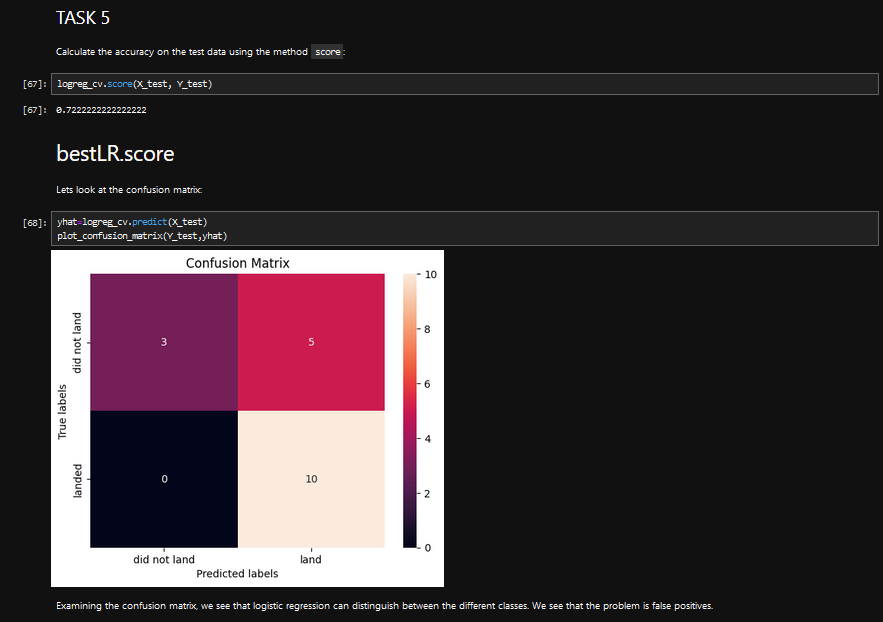 TASK 5
Calculate the accuracy on the test data using the method score:
[67]: logreg_cv.score(X_test, Y_test)
[67]: 0.7222222222222222
bestLR.score
Lets look at the confusion matrix:
[68]: yhat=logreg_cv.predict(X_test)
plot_confusion_matrix(Y_test,yhat)
Confusion Matrix
True labels
did not land
landed
3
5
0
10
did not land
land
Predicted labels
10
8
6
4
2
0
Examining the confusion matrix, we see that logistic regression can distinguish between the different classes. We see that the problem is false positives.